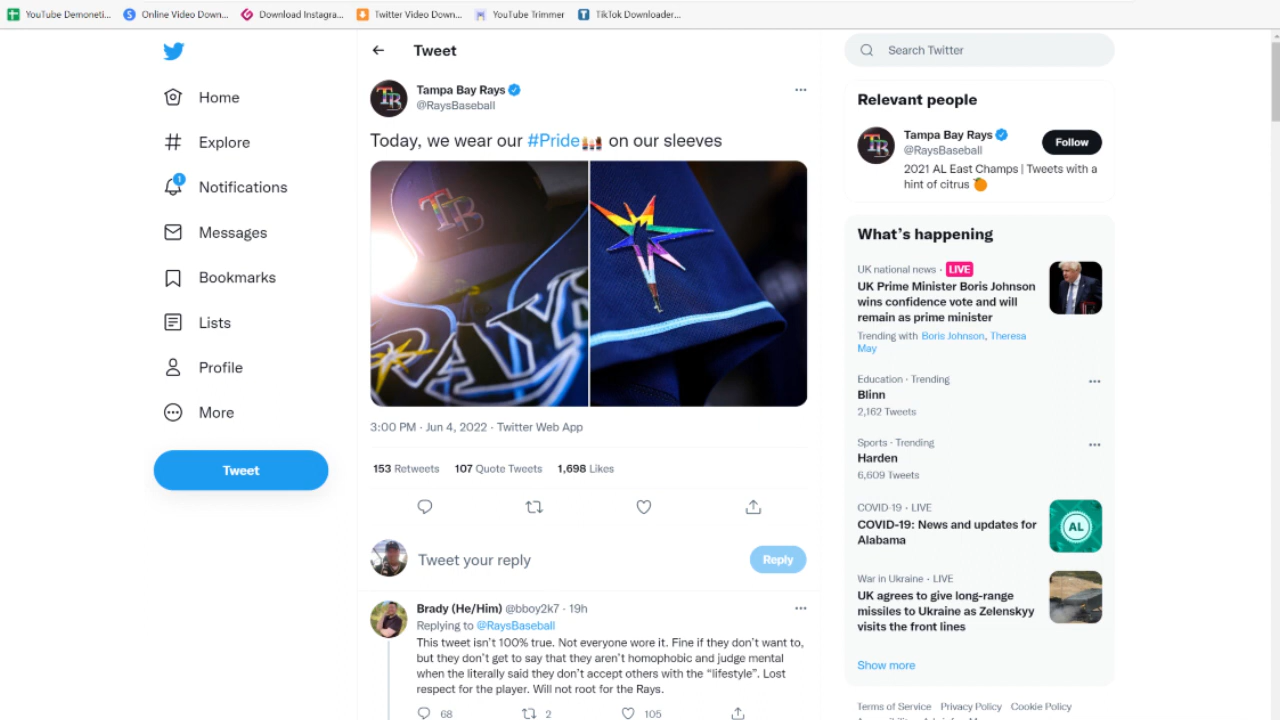 YouTube Demoneti...
Online Video Down...
Download Instagra...
Twitter Video Down...
YouTube Trimmer
TikTok Downloader...
Home
Explore
1
Notifications
Messages
Bookmarks
Lists
Profile
More
Tweet
Tweet
Tampa Bay Rays
@RaysBaseball
Today, we wear our #Pride on our sleeves
TB
RAYS
3:00 PM · Jun 4, 2022 · Twitter Web App
153 Retweets 107 Quote Tweets 1,698 Likes
Tweet your reply
Reply
Brady (He/Him) @bboy2k7 · 19h
Replying to @RaysBaseball
This tweet isn't 100% true. Not everyone wore it. Fine if they don't want to,
but they don't get to say that they aren't homophobic and judge mental
when the literally said they don't accept others with the "lifestyle". Lost
respect for the player. Will not root for the Rays.
68 2 105
Search Twitter
Relevant people
Tampa Bay Rays
@RaysBaseball
Follow
2021 AL East Champs | Tweets with a
hint of citrus
What's happening
UK national news · LIVE
UK Prime Minister Boris Johnson
wins confidence vote and will
remain as prime minister
Trending with Boris Johnson, Theresa
May
Education · Trending
Blinn
2,162 Tweets
Sports · Trending
Harden
6,609 Tweets
COVID-19 · LIVE
COVID-19: News and updates for
Alabama
AL
War in Ukraine · LIVE
UK agrees to give long-range
missiles to Ukraine as Zelenskyy
visits the front lines
Show more
Terms of Service Privacy Policy Cookie Policy